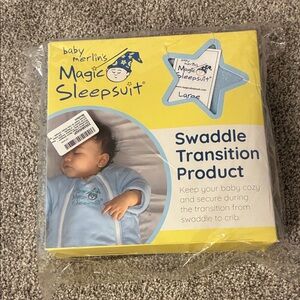 baby
merlin's
Magic
Sleepsuit®
Magic
Sleepsuit
Large
Swaddle
Transition
Product
Keep your baby cozy
and secure during
the transition from
swaddle to crib.